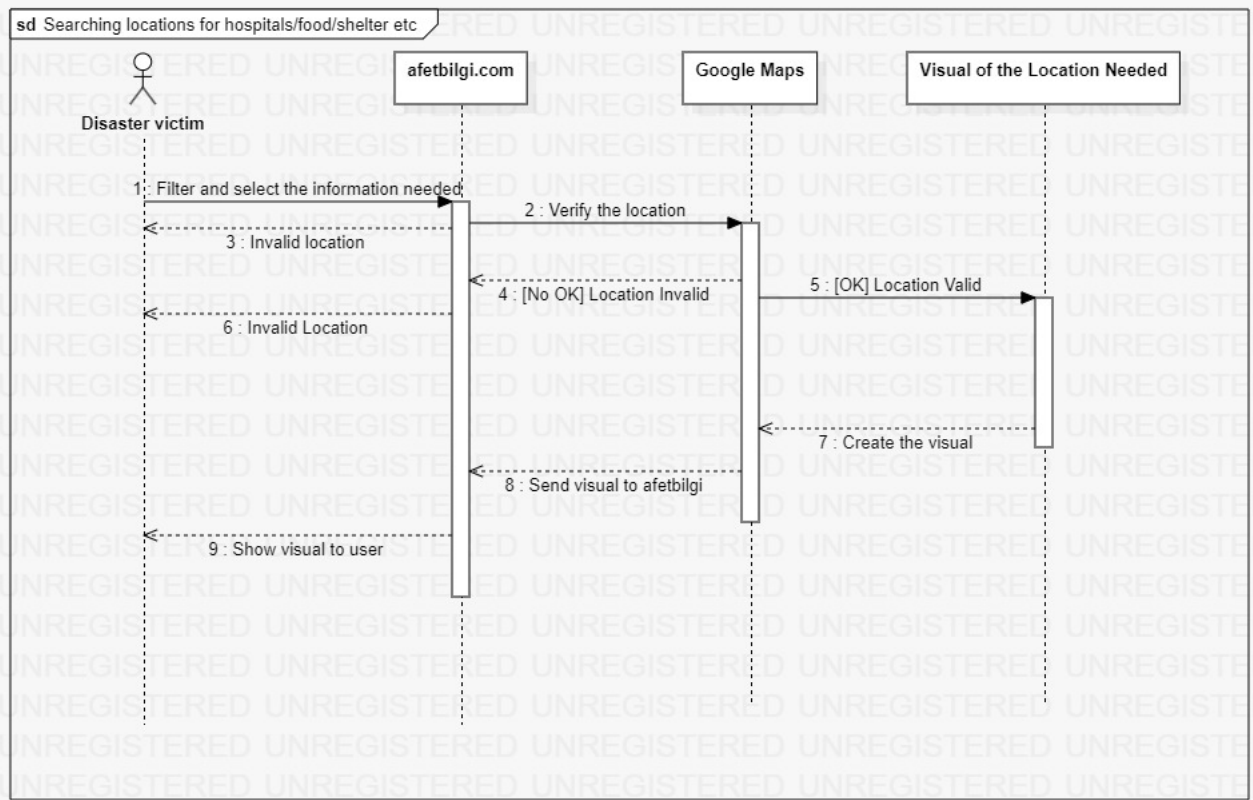 sd Searching locations for hospitals/food/shelter etc
afetbilgi.com
Google Maps
Visual of the Location Needed
Disaster victim
1 : Filter and select the information needed
2 : Verify the location
3 : Invalid location
4 : [No OK] Location Invalid
5 : [OK] Location Valid
6 : Invalid Location
7 : Create the visual
8 : Send visual to afetbilgi
9 : Show visual to user
UNREGISTERED